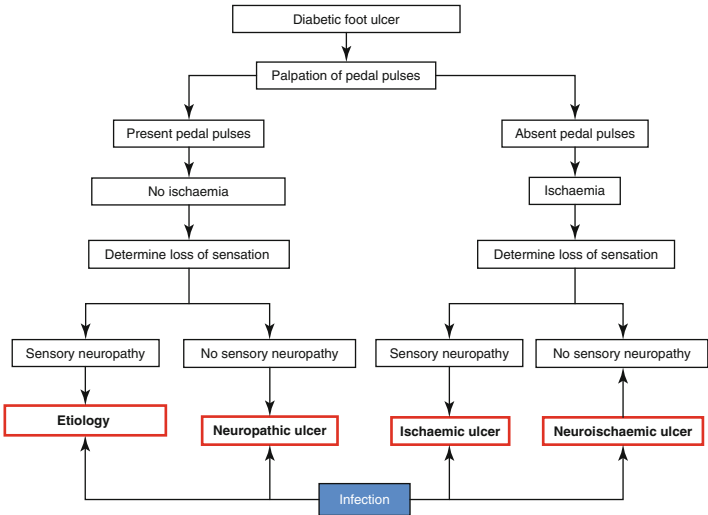 Diabetic foot ulcer
Palpation of pedal pulses
Present pedal pulses
Absent pedal pulses
No ischaemia
Ischaemia
Determine loss of sensation
Determine loss of sensation
Sensory neuropathy
No sensory neuropathy
Sensory neuropathy
No sensory neuropathy
Etiology
Neuropathic ulcer
Ischaemic ulcer
Neuroischaemic ulcer
Infection